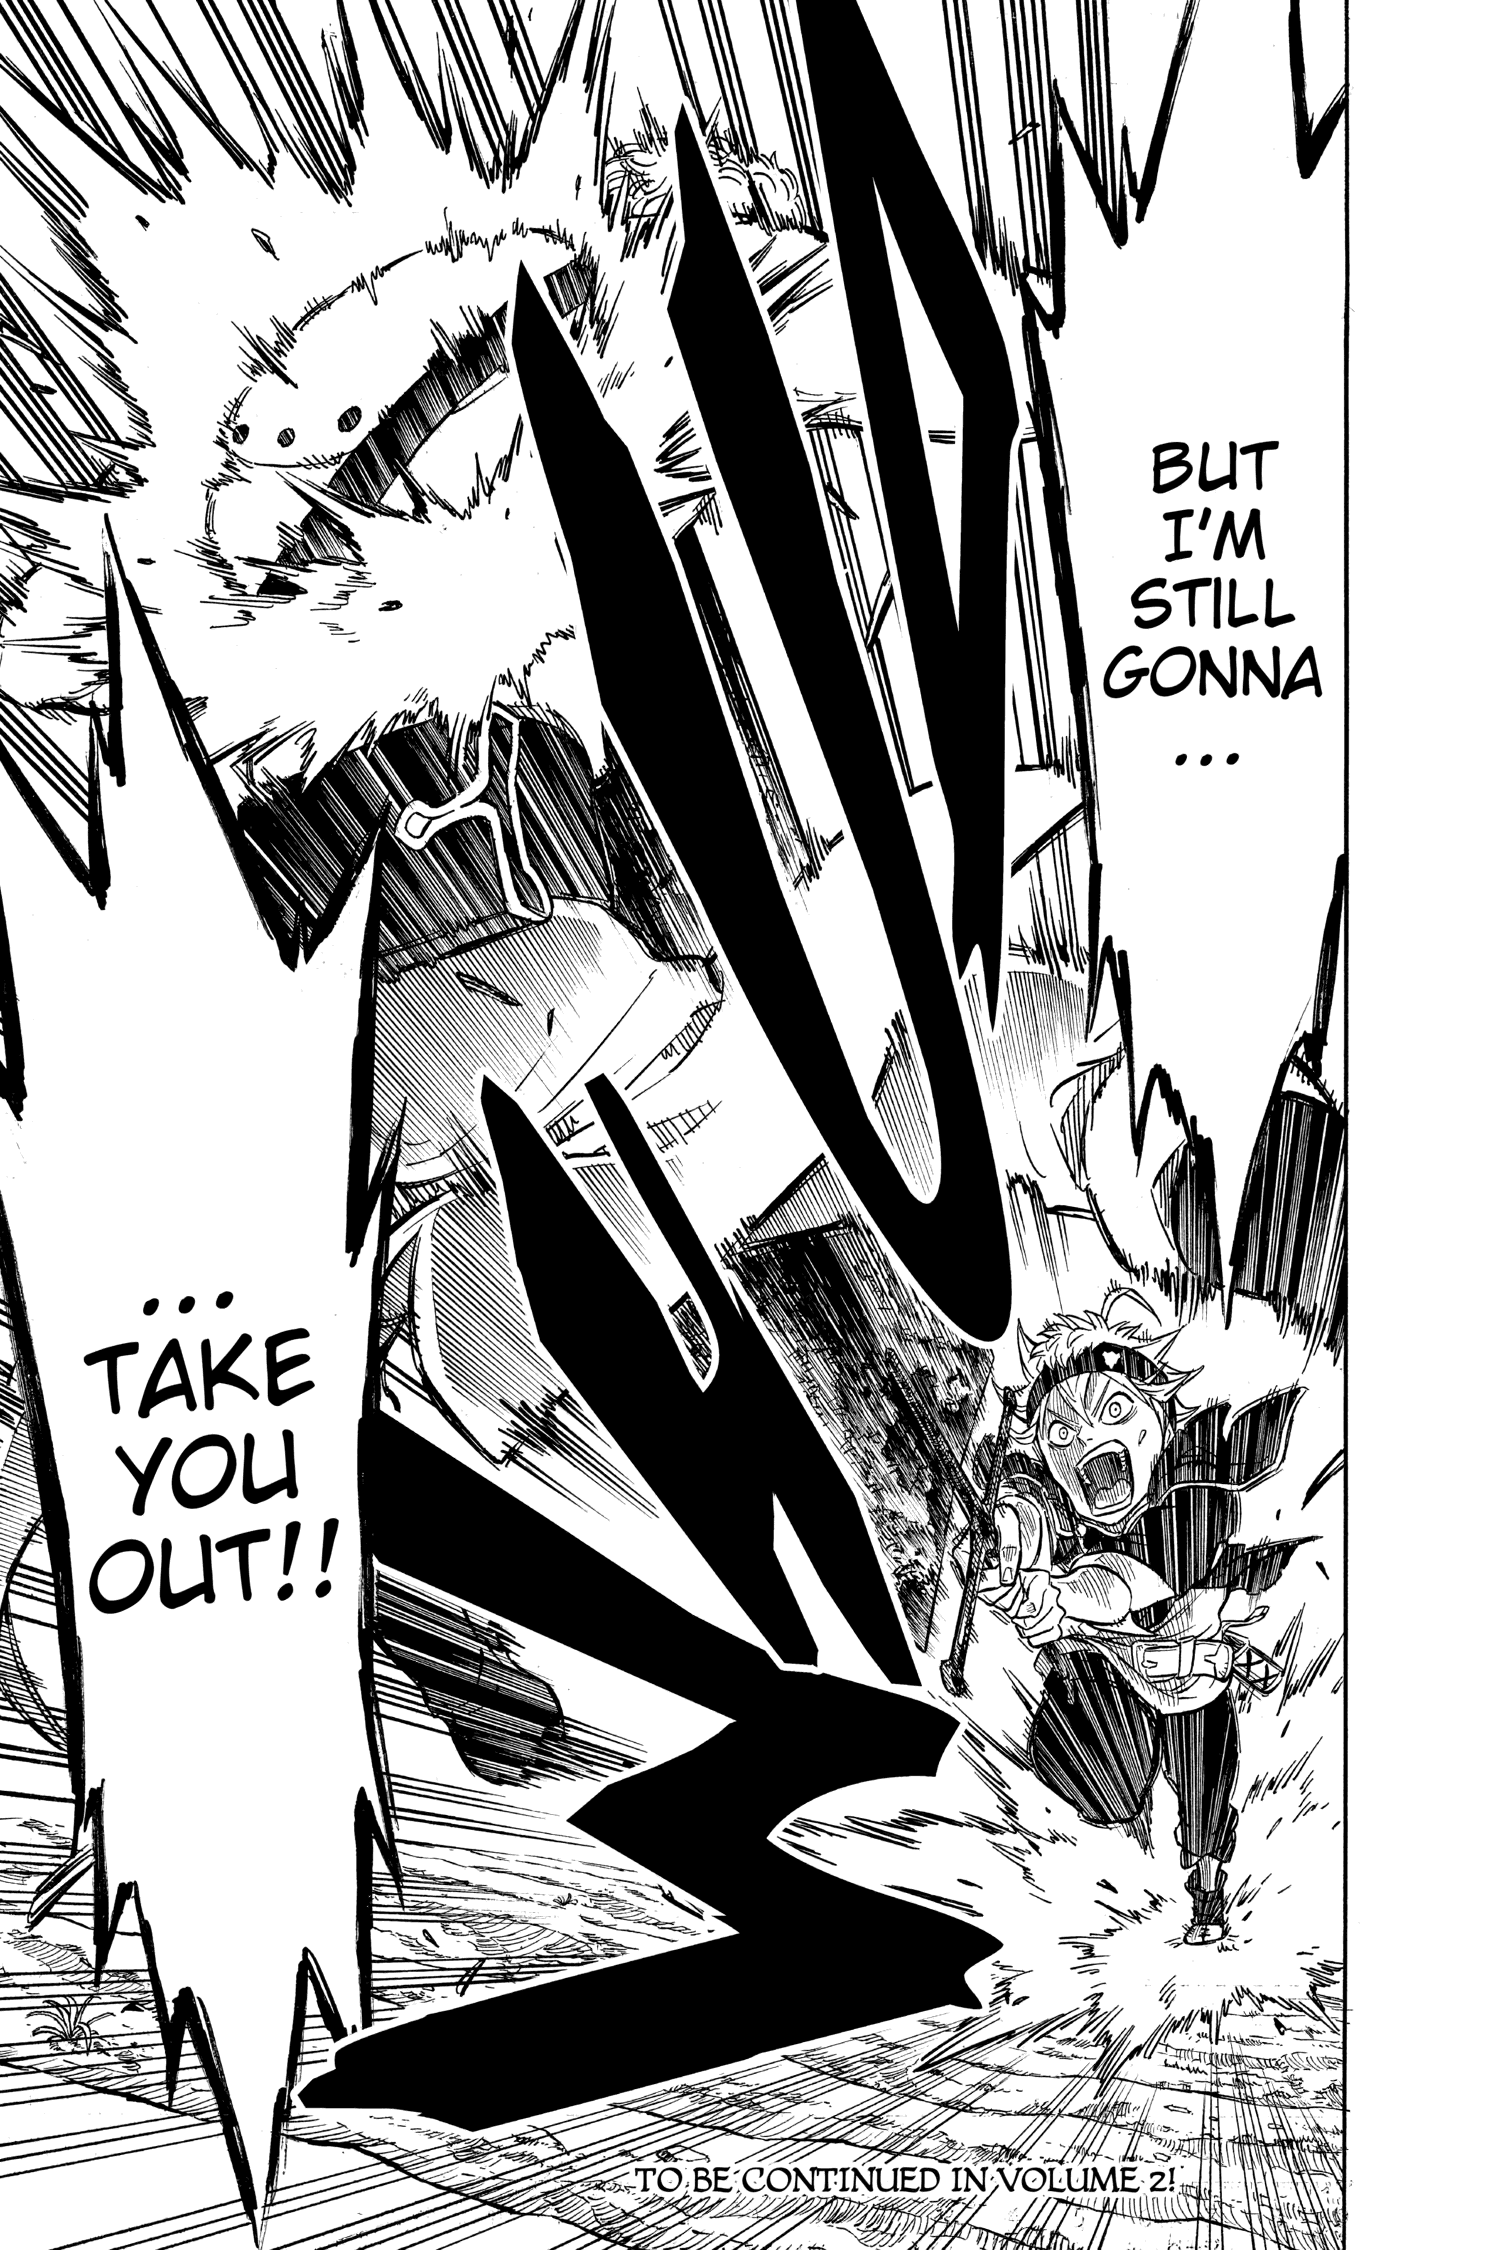 BUT
I'M
STILL
GONNA
...
...
TAKE
YOU
OUT!!
TO BE CONTINUED IN VOLUME 2!